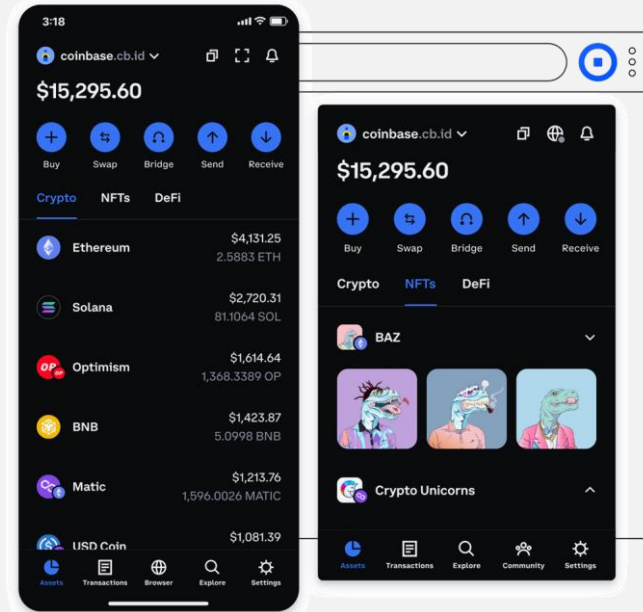 3:18
coinbase.cb.id
$15,295.60
Buy Swap Bridge Send Receive
Crypto NFTs DeFi
Ethereum $4,131.25
2.5883 ETH
Solana $2,720.31
81.1064 SOL
OP OP Optimism $1,614.64
1,368.3389 OP
BNB $1,423.87
5.0998 BNB
Matic $1,213.76
1,596.0026 MATIC
USD Coin $1,081.39
Assets Transactions Browser Explore Settings
coinbase.cb.id
$15,295.60
Buy Swap Bridge Send Receive
Crypto NFTs DeFi
BAZ
Crypto Unicorns
Assets Transactions Explore Community Settings